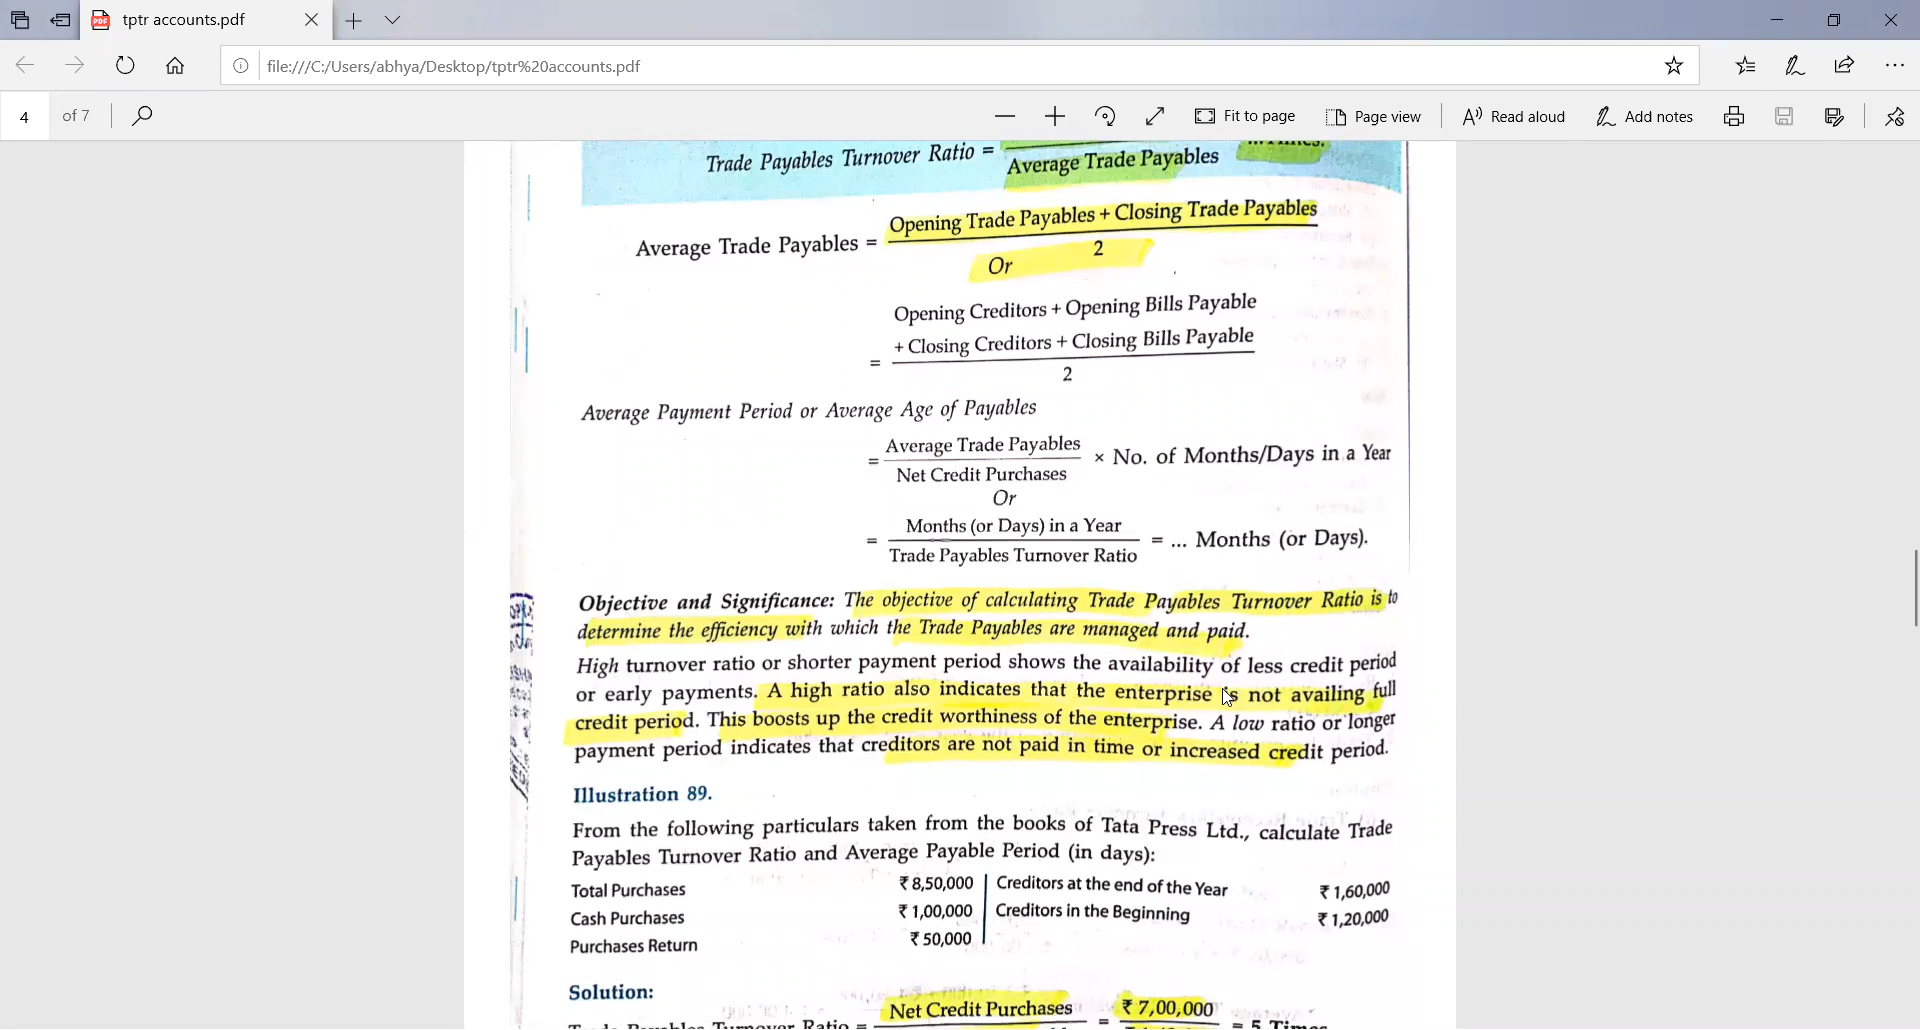 tptr accounts.pdf
file:///C:/Users/abhya/Desktop/tptr%20accounts.pdf
4 of 7 Fit to page Page view Read aloud Add notes
Trade Payables Turnover Ratio =
Average Trade Payables
Opening Trade Payables + Closing Trade Payables
Average Trade Payables =
2
Or
Opening Creditors + Opening Bills Payable
+ Closing Creditors + Closing Bills Payable
=
2
Average Payment Period or Average Age of Payables
Average Trade Payables
= × No. of Months/Days in a Year
Net Credit Purchases
Or
Months (or Days) in a Year
= = ... Months (or Days).
Trade Payables Turnover Ratio
Objective and Significance: The objective of calculating Trade Payables Turnover Ratio is to
determine the efficiency with which the Trade Payables are managed and paid.
High turnover ratio or shorter payment period shows the availability of less credit period
or early payments. A high ratio also indicates that the enterprise is not availing full
credit period. This boosts up the credit worthiness of the enterprise. A low ratio or longer
payment period indicates that creditors are not paid in time or increased credit period.
Illustration 89.
From the following particulars taken from the books of Tata Press Ltd., calculate Trade
Payables Turnover Ratio and Average Payable Period (in days):
Total Purchases ₹ 8,50,000 Creditors at the end of the Year ₹ 1,60,000
Cash Purchases ₹ 1,00,000 Creditors in the Beginning ₹ 1,20,000
Purchases Return ₹ 50,000
Solution:
Net Credit Purchases ₹ 7,00,000
Trade Payables Turnover Ratio = = = 5 Times